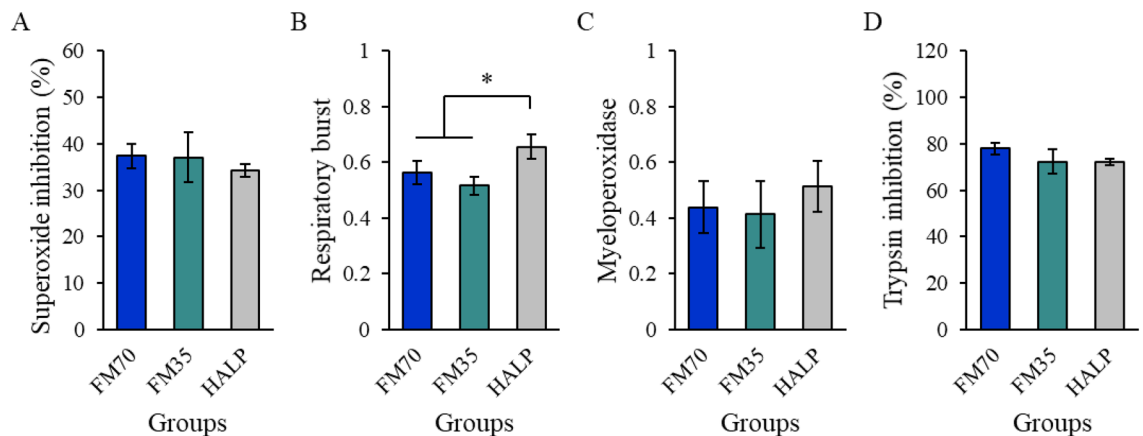 A
Superoxide inhibition (%)
60
50
40
30
20
10
0
FM70
FM35
HALP
Groups
B
Respiratory burst
1
0.8
0.6
0.4
0.2
0
*
FM70
FM35
HALP
Groups
C
Myeloperoxidase
1
0.8
0.6
0.4
0.2
0
FM70
FM35
HALP
Groups
D
Trypsin inhibition (%)
120
100
80
60
40
20
0
FM70
FM35
HALP
Groups